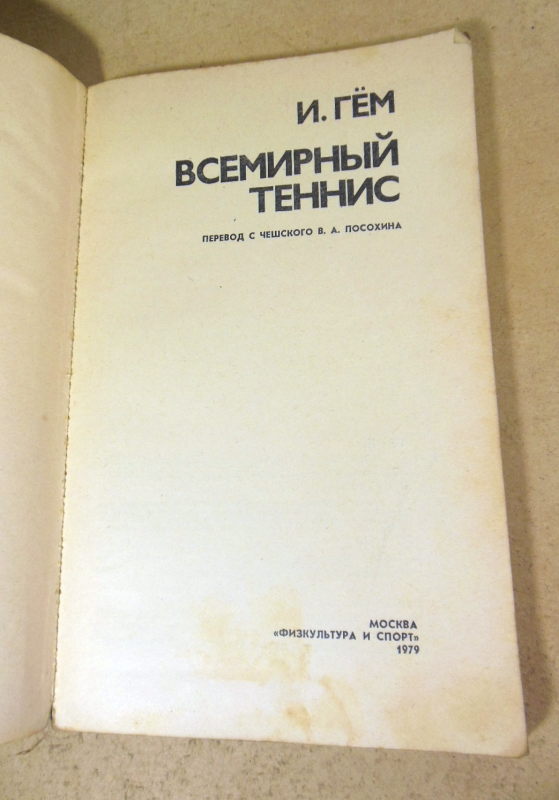 И. ГЁМ
ВСЕМИРНЫЙ
ТЕННИС
ПЕРЕВОД С ЧЕШСКОГО В. А. ПОСОХИНА
МОСКВА
«ФИЗКУЛЬТУРА И СПОРТ»
1979